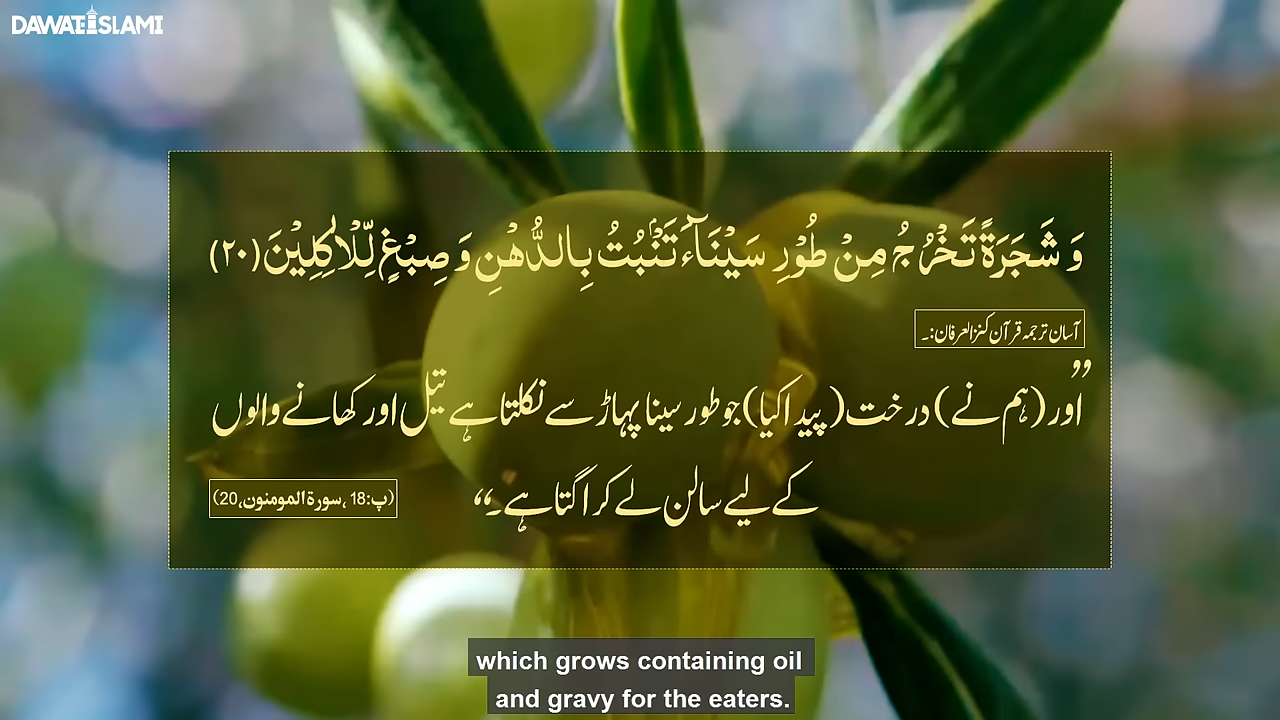 DAWATEISLAMI
وَ شَجَرَةً تَخْرُ جُ مِنْ طُوْرِ سَیْنَآءَ تَنْۢبُتُ بِالدُّهْنِ وَ صِبْغٍ لِّلْاٰكِلِیْنَ(۲۰)
آسان ترجمہ قرآن کنزالعرفان:۔
”اور(ہم نے) درخت(پیدا کیا)جو طور سینا پہاڑ سے نکلتا ہے تیل اور کھانے والوں
کے لیے سالن لے کر اگتا ہے۔“
(پ:18، سورۃ المومنون،20)
which grows containing oil
and gravy for the eaters.